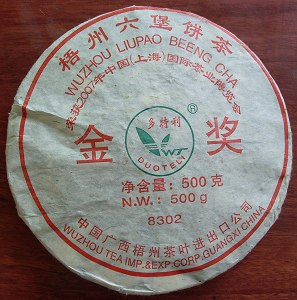 梧州六堡饼茶
WUZHOU LIUPAO BEENG CHA
荣获2007年中国(上海)国际茶业博览会
金奖
多特利
®
WT
DUOTELI
净含量: 500克
N.W.: 500g
8302
中国广西梧州茶叶进出口公司
WUZHOU TEA IMP.&EXP.CORP.GUANGXI CHINA